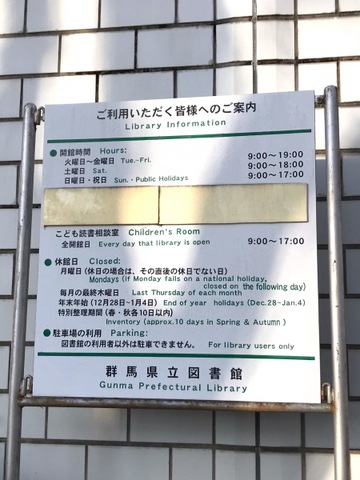 ご利用いただく皆様へのご案内
Library Information
●開館時間 Hours:
火曜日〜金曜日 Tue.-Fri. 9:00〜19:00
土曜日 Sat. 9:00〜18:00
日曜日・祝日 Sun.・Public Holidays 9:00〜17:00
こども読書相談室 Children's Room
全開館日 Every day that library is open 9:00〜17:00
●休館日 Closed:
月曜日(休日の場合は、その直後の休日でない日)
Mondays (if Monday falls on a national holiday,
closed on the following day)
毎月の最終木曜日 Last Thursday of each month
年末年始(12月28日〜1月4日) End of year holidays (Dec.28-Jan.4)
特別整理期間(春・秋各10日以内)
Inventory (approx.10 days in Spring & Autumn)
●駐車場の利用 Parking:
図書館の利用者以外は駐車できません。 For library users only
群馬県立図書館
Gunma Prefectural Library